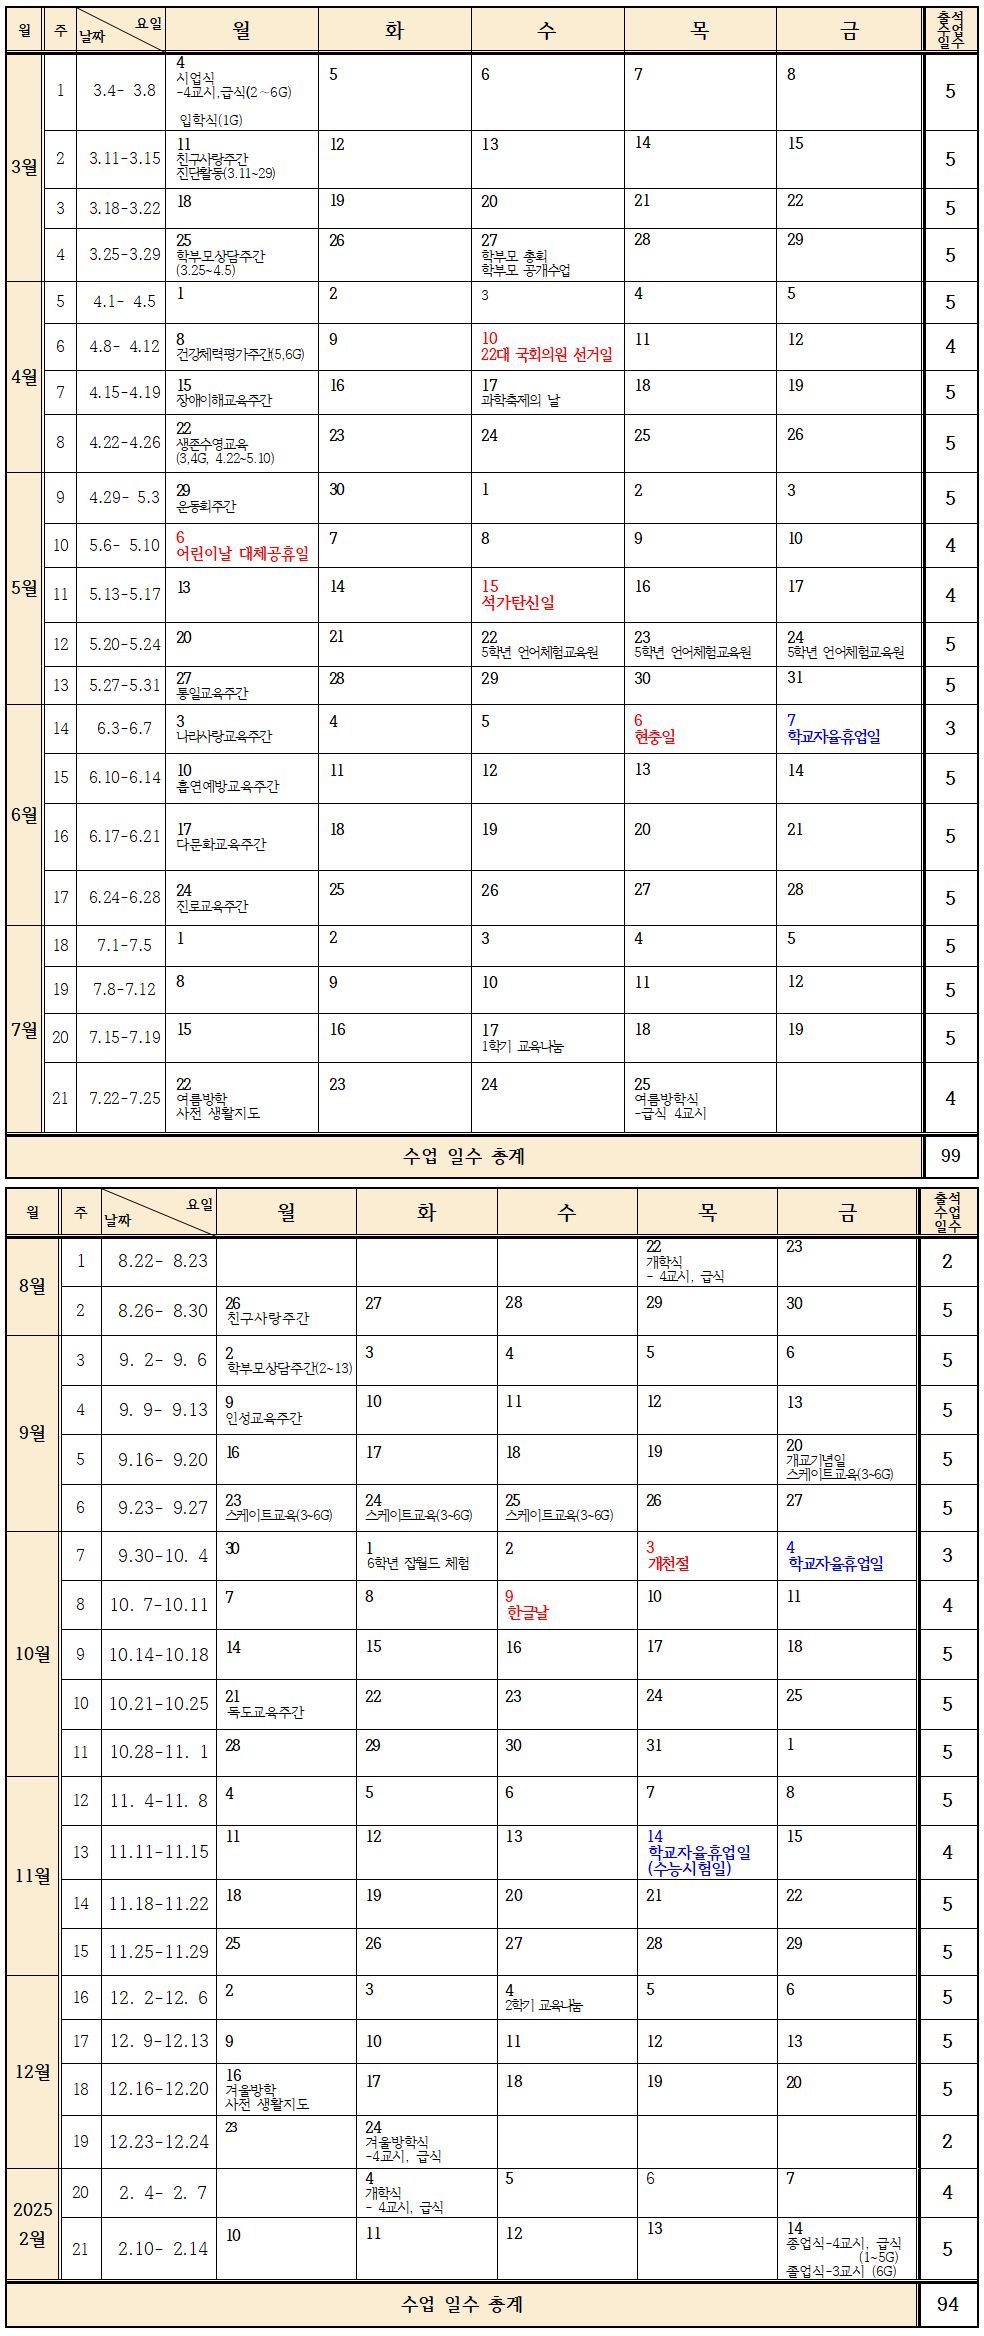 월 주 요일 날짜 월 화 수 목 금 출석 수업 일수
3월
1 3.4- 3.8 4 5 6 7 8 5
시업식
-4교시,급식(2～6G)
입학식(1G)
2 3.11-3.15 11 12 13 14 15 5
친구사랑주간
진단활동(3.11~29)
3 3.18-3.22 18 19 20 21 22 5
4 3.25-3.29 25 26 27 28 29 5
학부모상담주간 학부모 총회
(3.25~4.5) 학부모 공개수업
4월
5 4.1- 4.5 1 2 3 4 5 5
6 4.8- 4.12 8 9 10 11 12 4
건강체력평가주간(5,6G) 22대 국회의원 선거일
7 4.15-4.19 15 16 17 18 19 5
장애이해교육주간 과학축제의 날
8 4.22-4.26 22 23 24 25 26 5
생존수영교육
(3,4G, 4.22~5.10)
5월
9 4.29- 5.3 29 30 1 2 3 5
운동회주간
10 5.6- 5.10 6 7 8 9 10 4
어린이날 대체공휴일
11 5.13-5.17 13 14 15 16 17 4
석가탄신일
12 5.20-5.24 20 21 22 23 24 5
5학년 언어체험교육원 5학년 언어체험교육원 5학년 언어체험교육원
13 5.27-5.31 27 28 29 30 31 5
통일교육주간
6월
14 6.3-6.7 3 4 5 6 7 3
나라사랑교육주간 현충일 학교자율휴업일
15 6.10-6.14 10 11 12 13 14 5
흡연예방교육주간
16 6.17-6.21 17 18 19 20 21 5
다문화교육주간
17 6.24-6.28 24 25 26 27 28 5
진로교육주간
7월
18 7.1-7.5 1 2 3 4 5 5
19 7.8-7.12 8 9 10 11 12 5
20 7.15-7.19 15 16 17 18 19 5
1학기 교육나눔
21 7.22-7.25 22 23 24 25 4
여름방학 여름방학식
사전 생활지도 -급식 4교시
수업 일수 총계 99
월 주 요일 날짜 월 화 수 목 금 출석 수업 일수
8월
1 8.22- 8.23 22 23 2
개학식
- 4교시, 급식
2 8.26- 8.30 26 27 28 29 30 5
친구사랑주간
9월
3 9. 2- 9. 6 2 3 4 5 6 5
학부모상담주간(2~13)
4 9. 9- 9.13 9 10 11 12 13 5
인성교육주간
5 9.16- 9.20 16 17 18 19 20 5
개교기념일
스케이트교육(3~6G)
6 9.23- 9.27 23 24 25 26 27 5
스케이트교육(3~6G) 스케이트교육(3~6G) 스케이트교육(3~6G)
10월
7 9.30-10. 4 30 1 2 3 4 3
6학년 잡월드 체험 개천절 학교자율휴업일
8 10. 7-10.11 7 8 9 10 11 4
한글날
9 10.14-10.18 14 15 16 17 18 5
10 10.21-10.25 21 22 23 24 25 5
독도교육주간
11 10.28-11. 1 28 29 30 31 1 5
11월
12 11. 4-11. 8 4 5 6 7 8 5
13 11.11-11.15 11 12 13 14 15 4
학교자율휴업일
(수능시험일)
14 11.18-11.22 18 19 20 21 22 5
15 11.25-11.29 25 26 27 28 29 5
12월
16 12. 2-12. 6 2 3 4 5 6 5
2학기 교육나눔
17 12. 9-12.13 9 10 11 12 13 5
18 12.16-12.20 16 17 18 19 20 5
겨울방학
사전 생활지도
19 12.23-12.24 23 24 2
겨울방학식
-4교시, 급식
2025
2월
20 2. 4- 2. 7 4 5 6 7 4
개학식
- 4교시, 급식
21 2.10- 2.14 10 11 12 13 14 5
종업식-4교시, 급식
(1~5G)
졸업식-3교시 (6G)
수업 일수 총계 94